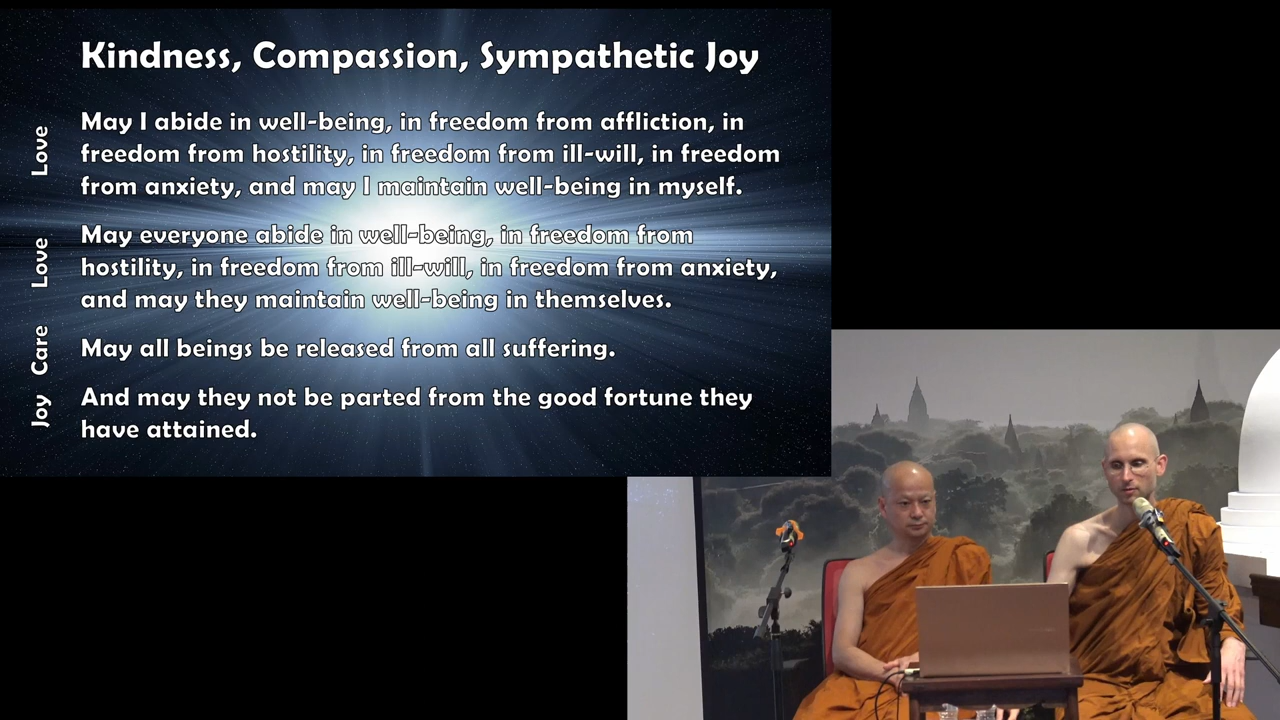 Kindness, Compassion, Sympathetic Joy
Love
May I abide in well-being, in freedom from affliction, in
freedom from hostility, in freedom from ill-will, in freedom
from anxiety, and may I maintain well-being in myself.
Love
May everyone abide in well-being, in freedom from
hostility, in freedom from ill-will, in freedom from anxiety,
and may they maintain well-being in themselves.
Care
May all beings be released from all suffering.
Joy
And may they not be parted from the good fortune they
have attained.